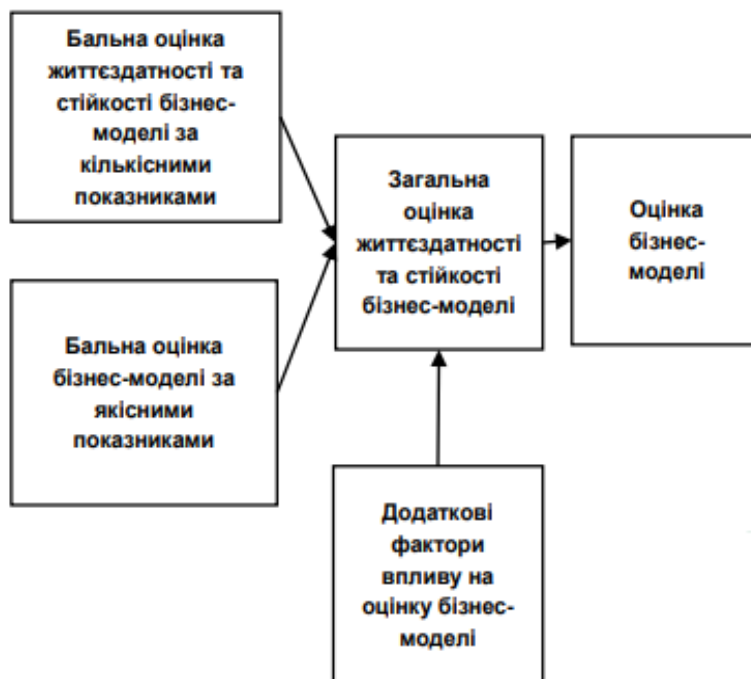 Бальна оцінка
життєздатності та
стійкості бізнес-
моделі за
кількісними
показниками
Бальна оцінка
бізнес-моделі за
якісними
показниками
Загальна
оцінка
життєздатності
та стійкості
бізнес-моделі
Оцінка
бізнес-
моделі
Додаткові
фактори
впливу на
оцінку бізнес-
моделі